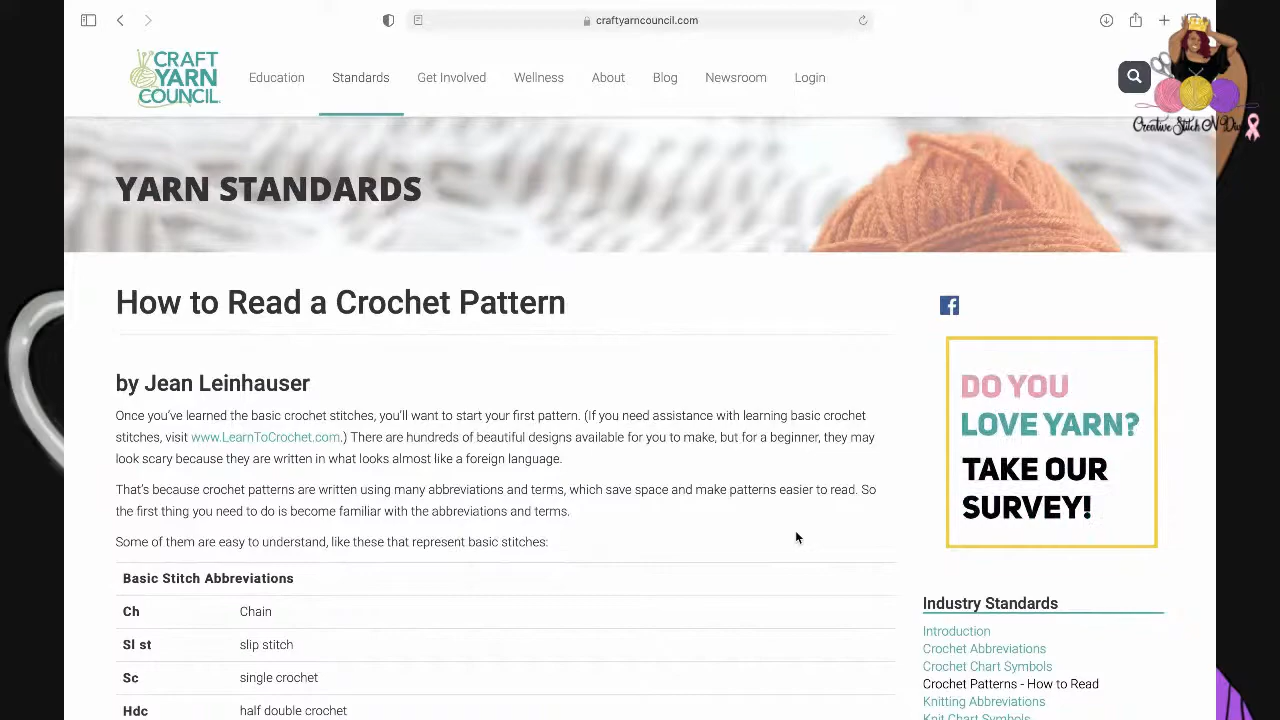 craftyarncouncil.com
CRAFT
YARN
COUNCIL
Education Standards Get Involved Wellness About Blog Newsroom Login
YARN STANDARDS
How to Read a Crochet Pattern
by Jean Leinhauser
Once you've learned the basic crochet stitches, you'll want to start your first pattern. (If you need assistance with learning basic crochet
stitches, visit www.LearnToCrochet.com.) There are hundreds of beautiful designs available for you to make, but for a beginner, they may
look scary because they are written in what looks almost like a foreign language.
That's because crochet patterns are written using many abbreviations and terms, which save space and make patterns easier to read. So
the first thing you need to do is become familiar with the abbreviations and terms.
Some of them are easy to understand, like these that represent basic stitches:
Basic Stitch Abbreviations
Ch Chain
Sl st slip stitch
Sc single crochet
Hdc half double crochet
DO YOU
LOVE YARN?
TAKE OUR
SURVEY!
Industry Standards
Introduction
Crochet Abbreviations
Crochet Chart Symbols
Crochet Patterns - How to Read
Knitting Abbreviations
Knit Chart Symbols
Creative Stitch N Diva